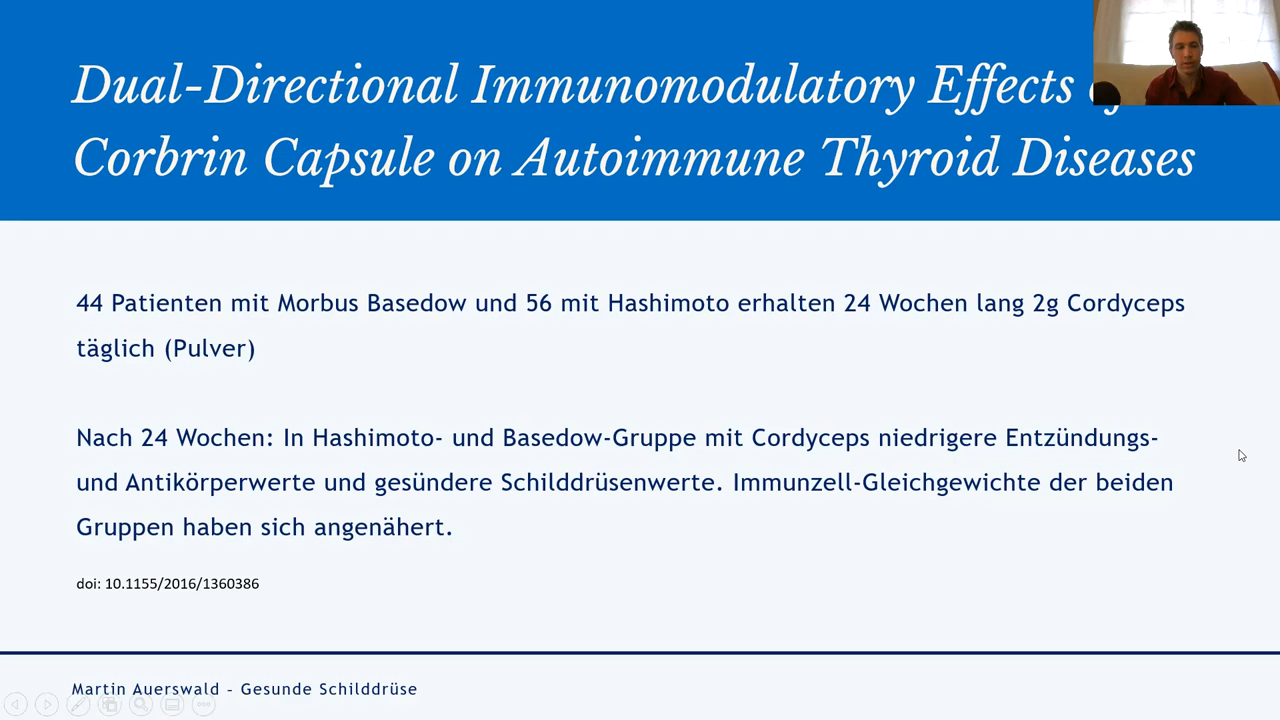 Dual-Directional Immunomodulatory Effects
Corbrin Capsule on Autoimmune Thyroid Diseases
44 Patienten mit Morbus Basedow und 56 mit Hashimoto erhalten 24 Wochen lang 2g Cordyceps
täglich (Pulver)
Nach 24 Wochen: In Hashimoto- und Basedow-Gruppe mit Cordyceps niedrigere Entzündungs-
und Antikörperwerte und gesündere Schilddrüsenwerte. Immunzell-Gleichgewichte der beiden
Gruppen haben sich angenähert.
doi: 10.1155/2016/1360386
Martin Auerswald – Gesunde Schilddrüse